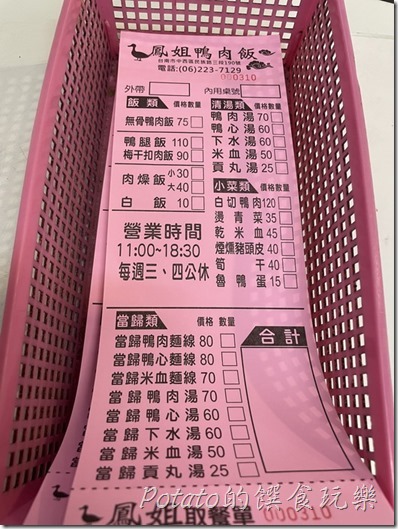 鳳姐鴨肉飯
台南市中西區民族路三段190號
電話:(06)223-7129
000310
外帶 內用桌號
飯類 價格 數量
無骨鴨肉飯 75
鴨腿飯 110
梅干扣肉飯 90
肉燥飯 小30
大40
白飯 10
營業時間
11:00~18:30
每週三、四公休
清湯類 價格 數量
鴨肉湯 70
鴨心湯 60
下水湯 60
米血湯 50
貢丸湯 25
小菜類 價格 數量
白切鴨肉 120
燙青菜 35
乾米血 45
煙燻豬頭皮 40
筍干 40
魯鴨蛋 15
當歸類 價格 數量
當歸鴨肉麵線 80
當歸鴨心麵線 80
當歸米血麵線 70
當歸鴨肉湯 70
當歸鴨心湯 60
當歸下水湯 60
當歸米血湯 50
當歸貢丸湯 25
合計
鳳姐取餐單 000310
Potato的饌食玩樂